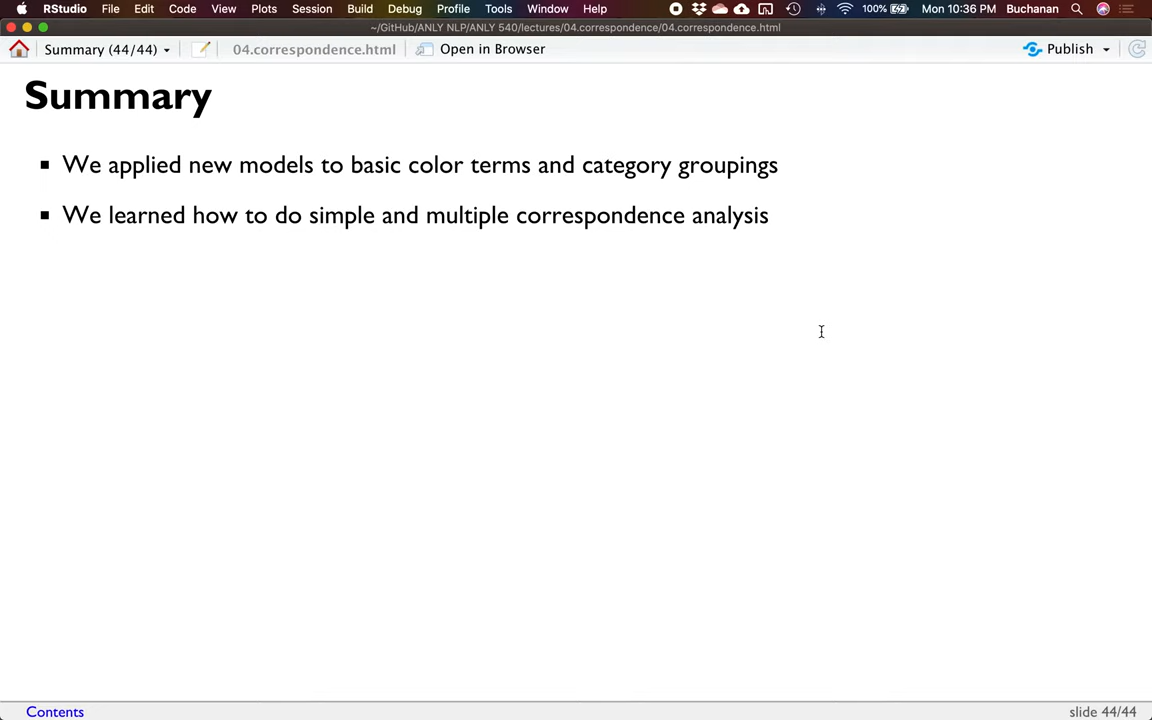 RStudio File Edit Code View Plots Session Build Debug Profile Tools Window Help 100% Mon 10:36 PM Buchanan
~/GitHub/ANLY NLP/ANLY 540/lectures/04.correspondence/04.correspondence.html
Summary (44/44) 04.correspondence.html Open in Browser Publish
Summary
We applied new models to basic color terms and category groupings
We learned how to do simple and multiple correspondence analysis
Contents slide 44/44